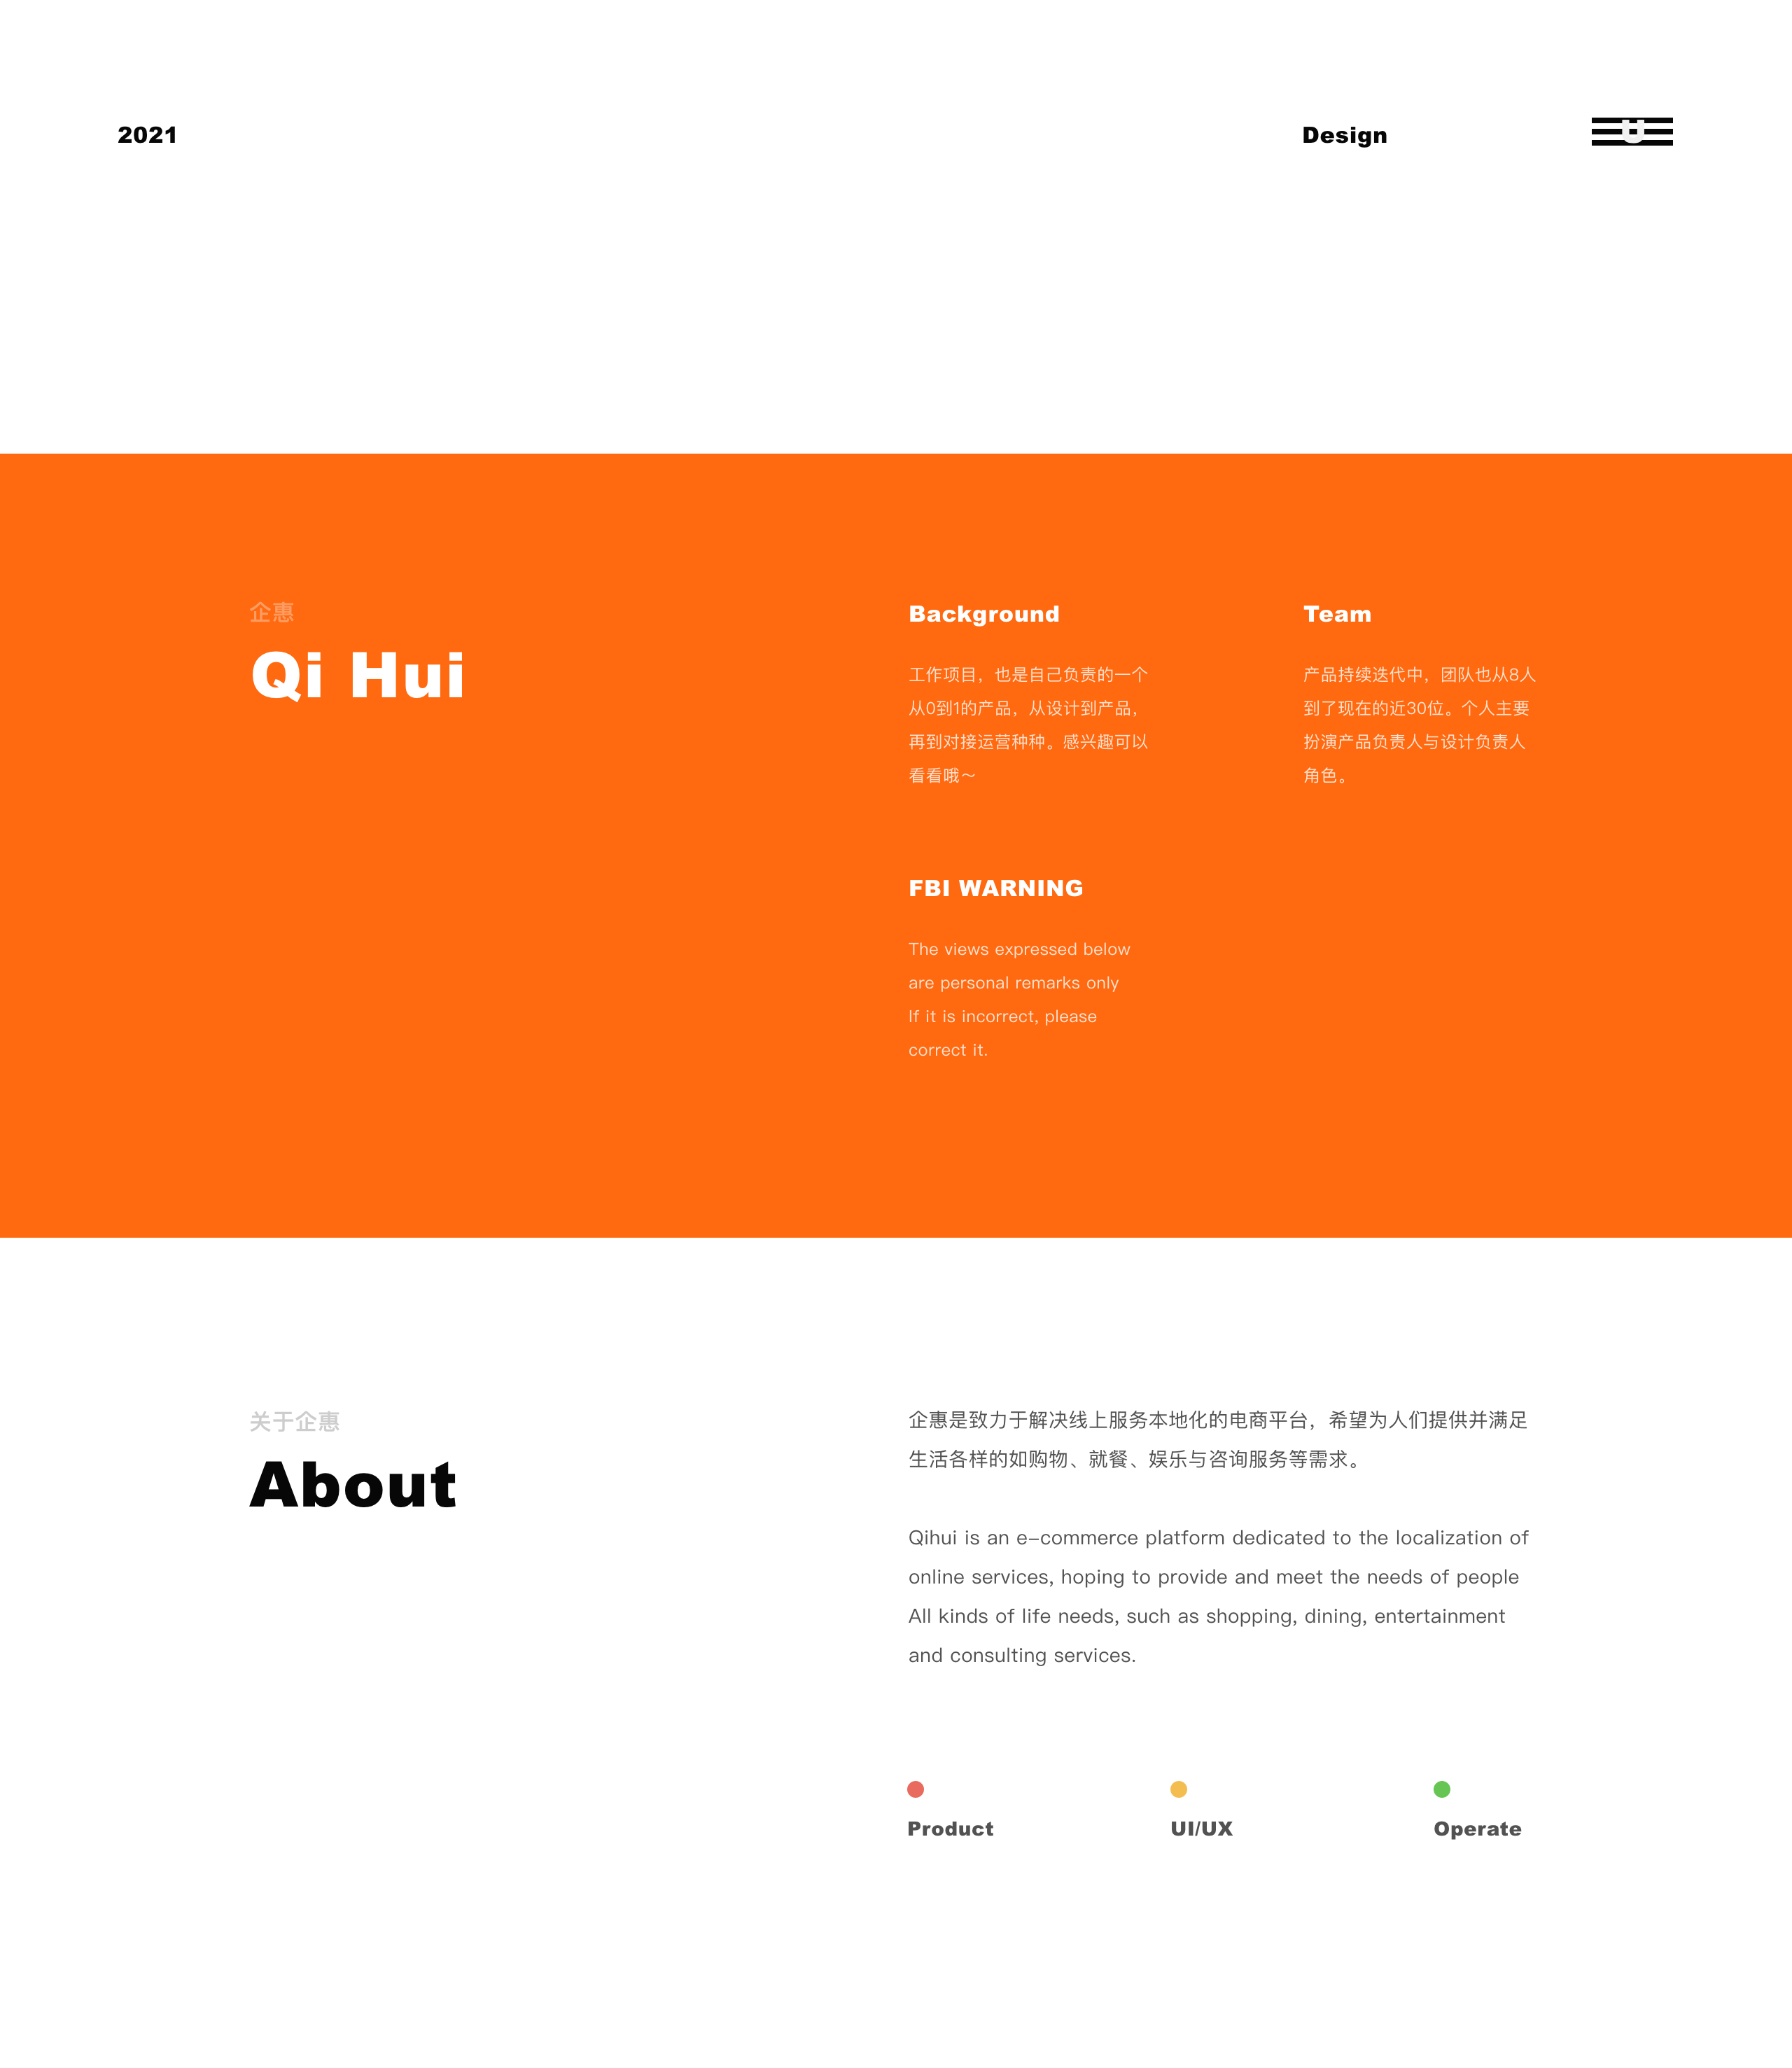 2021
Design
U
企惠
Qi Hui
Background
工作项目，也是自己负责的一个
从0到1的产品，从设计到产品，
再到对接运营种种。感兴趣可以
看看哦～
Team
产品持续迭代中，团队也从8人
到了现在的近30位。个人主要
扮演产品负责人与设计负责人
角色。
FBI WARNING
The views expressed below
are personal remarks only
If it is incorrect, please
correct it.
关于企惠
About
企惠是致力于解决线上服务本地化的电商平台，希望为人们提供并满足
生活各样的如购物、就餐、娱乐与咨询服务等需求。
Qihui is an e-commerce platform dedicated to the localization of
online services, hoping to provide and meet the needs of people
All kinds of life needs, such as shopping, dining, entertainment
and consulting services.
Product
UI/UX
Operate